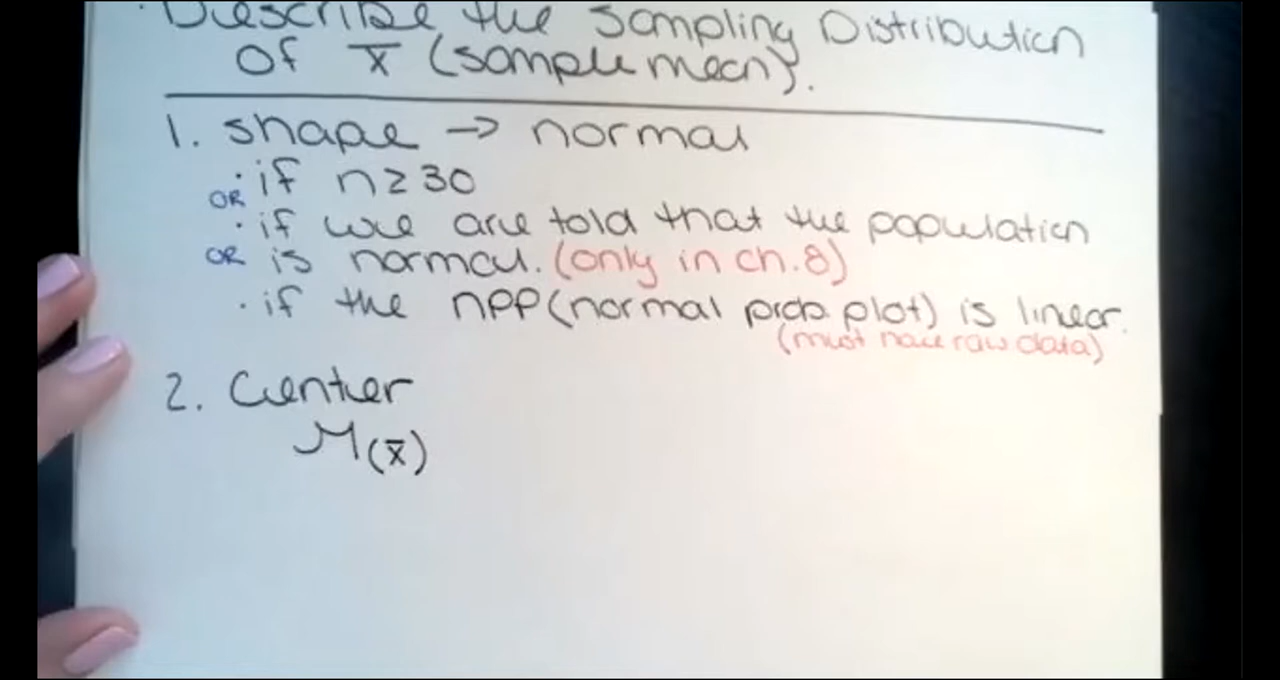 · Describe the Sampling Distribution
of x̄ (sample mean).
1. shape → normal
· if n ≥ 30
OR
· if we are told that the population
OR is normal. (only in ch. 8)
· if the npp (normal prob. plot) is linear.
(must have raw data)
2. Center
M(x̄)